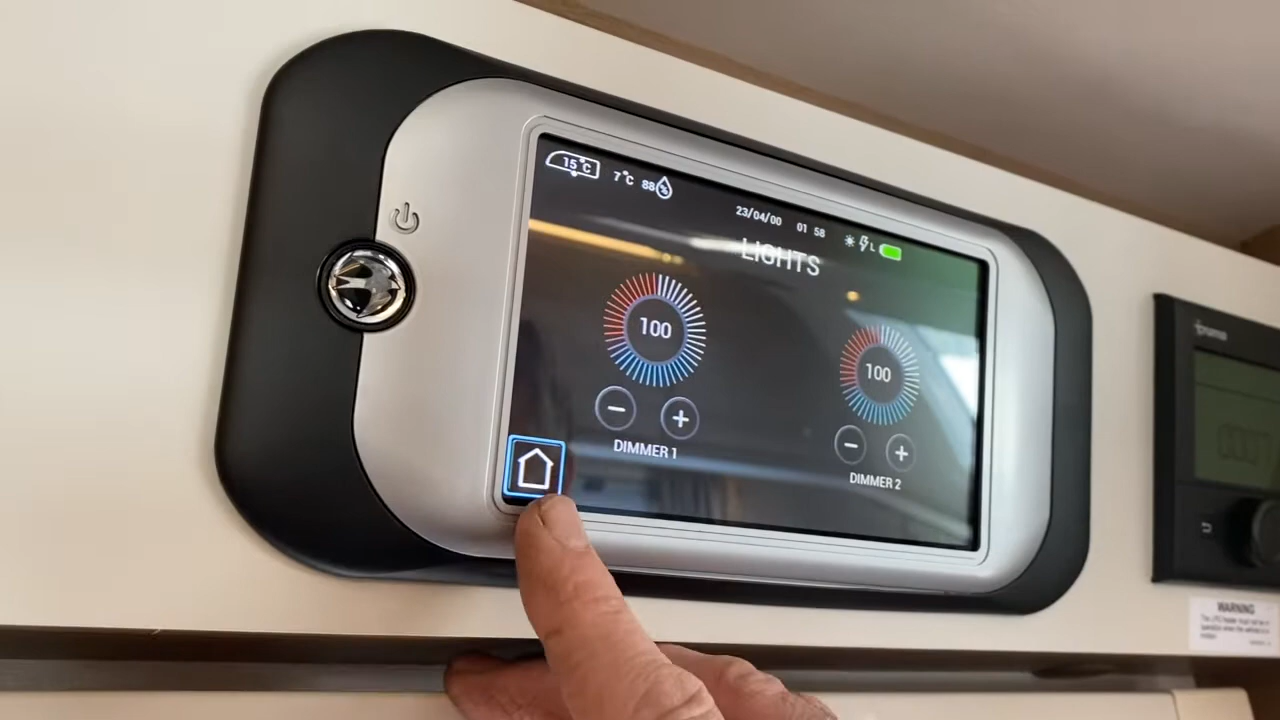 15°C 7°C 88%
23/04/00 01 58 L
LIGHTS
100
100
DIMMER 1
DIMMER 2
WARNING